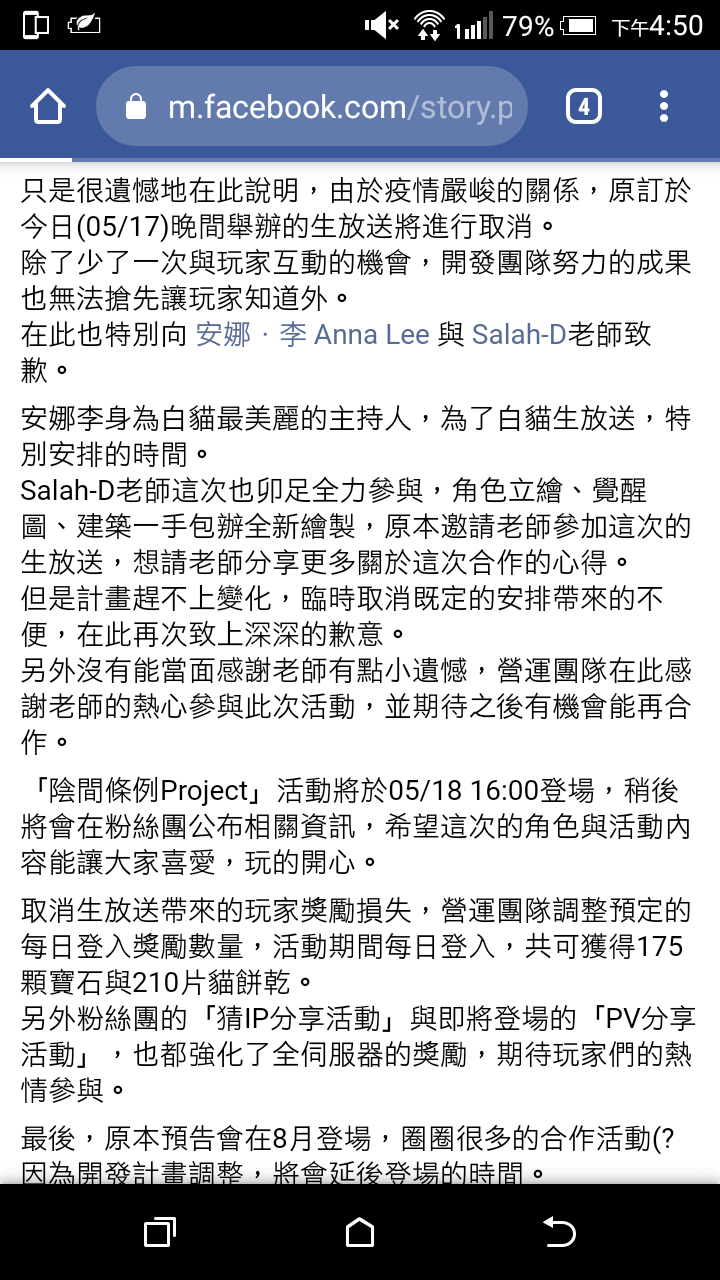 79% 下午4:50
m.facebook.com/story.p
4
只是很遺憾地在此說明，由於疫情嚴峻的關係，原訂於
今日(05/17)晚間舉辦的生放送將進行取消。
除了少了一次與玩家互動的機會，開發團隊努力的成果
也無法搶先讓玩家知道外。
在此也特別向 安娜 · 李 Anna Lee 與 Salah-D老師致
歉。
安娜李身為白貓最美麗的主持人，為了白貓生放送，特
別安排的時間。
Salah-D老師這次也卯足全力參與，角色立繪、覺醒
圖、建築一手包辦全新繪製，原本邀請老師參加這次的
生放送，想請老師分享更多關於這次合作的心得。
但是計畫趕不上變化，臨時取消既定的安排帶來的不
便，在此再次致上深深的歉意。
另外沒有能當面感謝老師有點小遺憾，營運團隊在此感
謝老師的熱心參與此次活動，並期待之後有機會能再合
作。
「陰間條例Project」活動將於05/18 16:00登場，稍後
將會在粉絲團公布相關資訊，希望這次的角色與活動內
容能讓大家喜愛，玩的開心。
取消生放送帶來的玩家獎勵損失，營運團隊調整預定的
每日登入獎勵數量，活動期間每日登入，共可獲得175
顆寶石與210片貓餅乾。
另外粉絲團的「猜IP分享活動」與即將登場的「PV分享
活動」，也都強化了全伺服器的獎勵，期待玩家們的熱
情參與。
最後，原本預告會在8月登場，圈圈很多的合作活動(?
因為開發計畫調整，將會延後登場的時間。